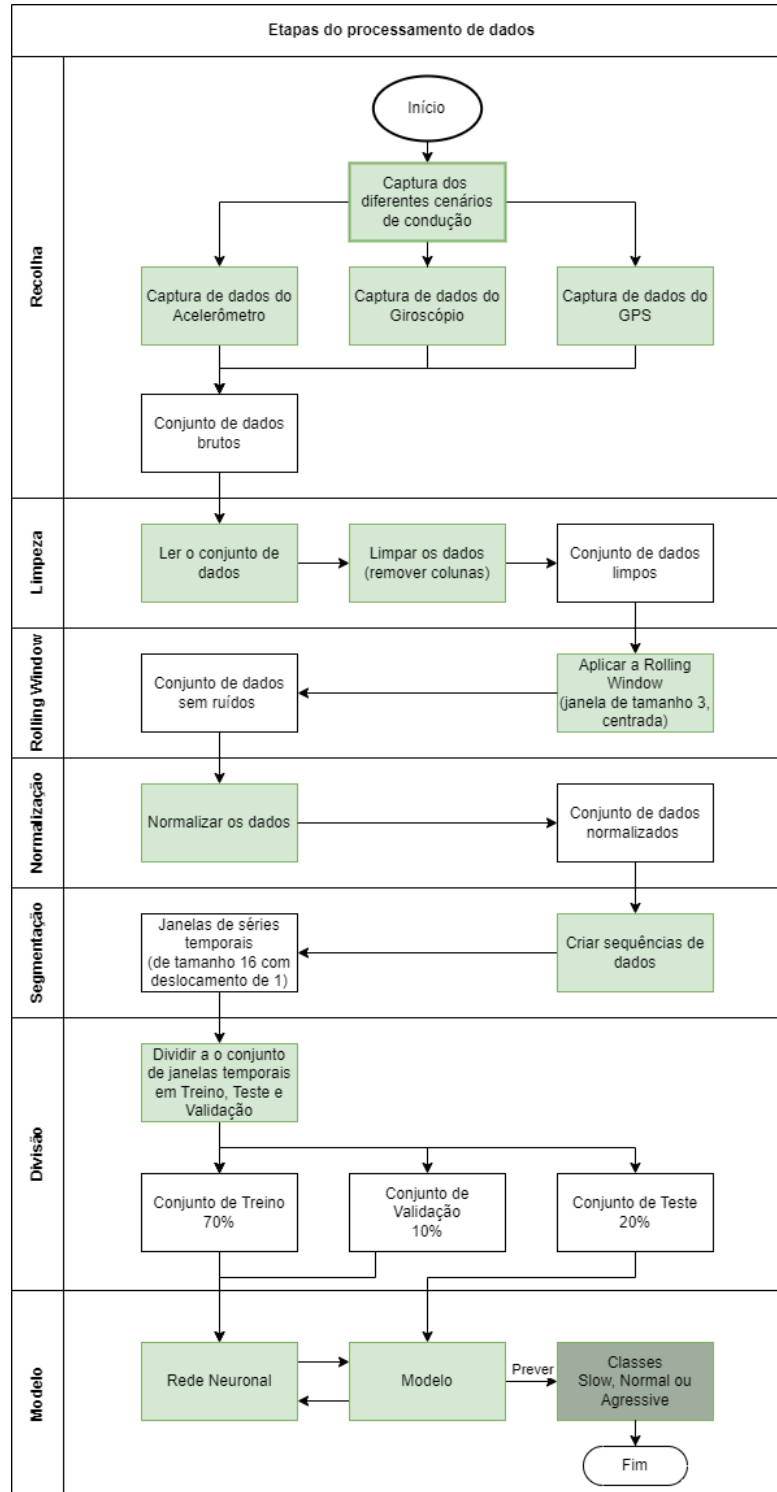 Etapas do processamento de dados
Recolha
Início
Captura dos
diferentes cenários
de condução
Captura de dados do
Acelerômetro
Captura de dados do
Giroscópio
Captura de dados do
GPS
Conjunto de dados
brutos
Limpeza
Ler o conjunto de
dados
Limpar os dados
(remover colunas)
Conjunto de dados
limpos
Rolling Window
Conjunto de dados
sem ruídos
Aplicar a Rolling
Window
(janela de tamanho 3,
centrada)
Normalização
Normalizar os dados
Conjunto de dados
normalizados
Segmentação
Janelas de séries
temporais
(de tamanho 16 com
deslocamento de 1)
Criar sequências de
dados
Divisão
Dividir a o conjunto
de janelas temporais
em Treino, Teste e
Validação
Conjunto de Treino
70%
Conjunto de
Validação
10%
Conjunto de Teste
20%
Modelo
Rede Neuronal
Modelo
Prever
Classes
Slow, Normal ou
Agressive
Fim